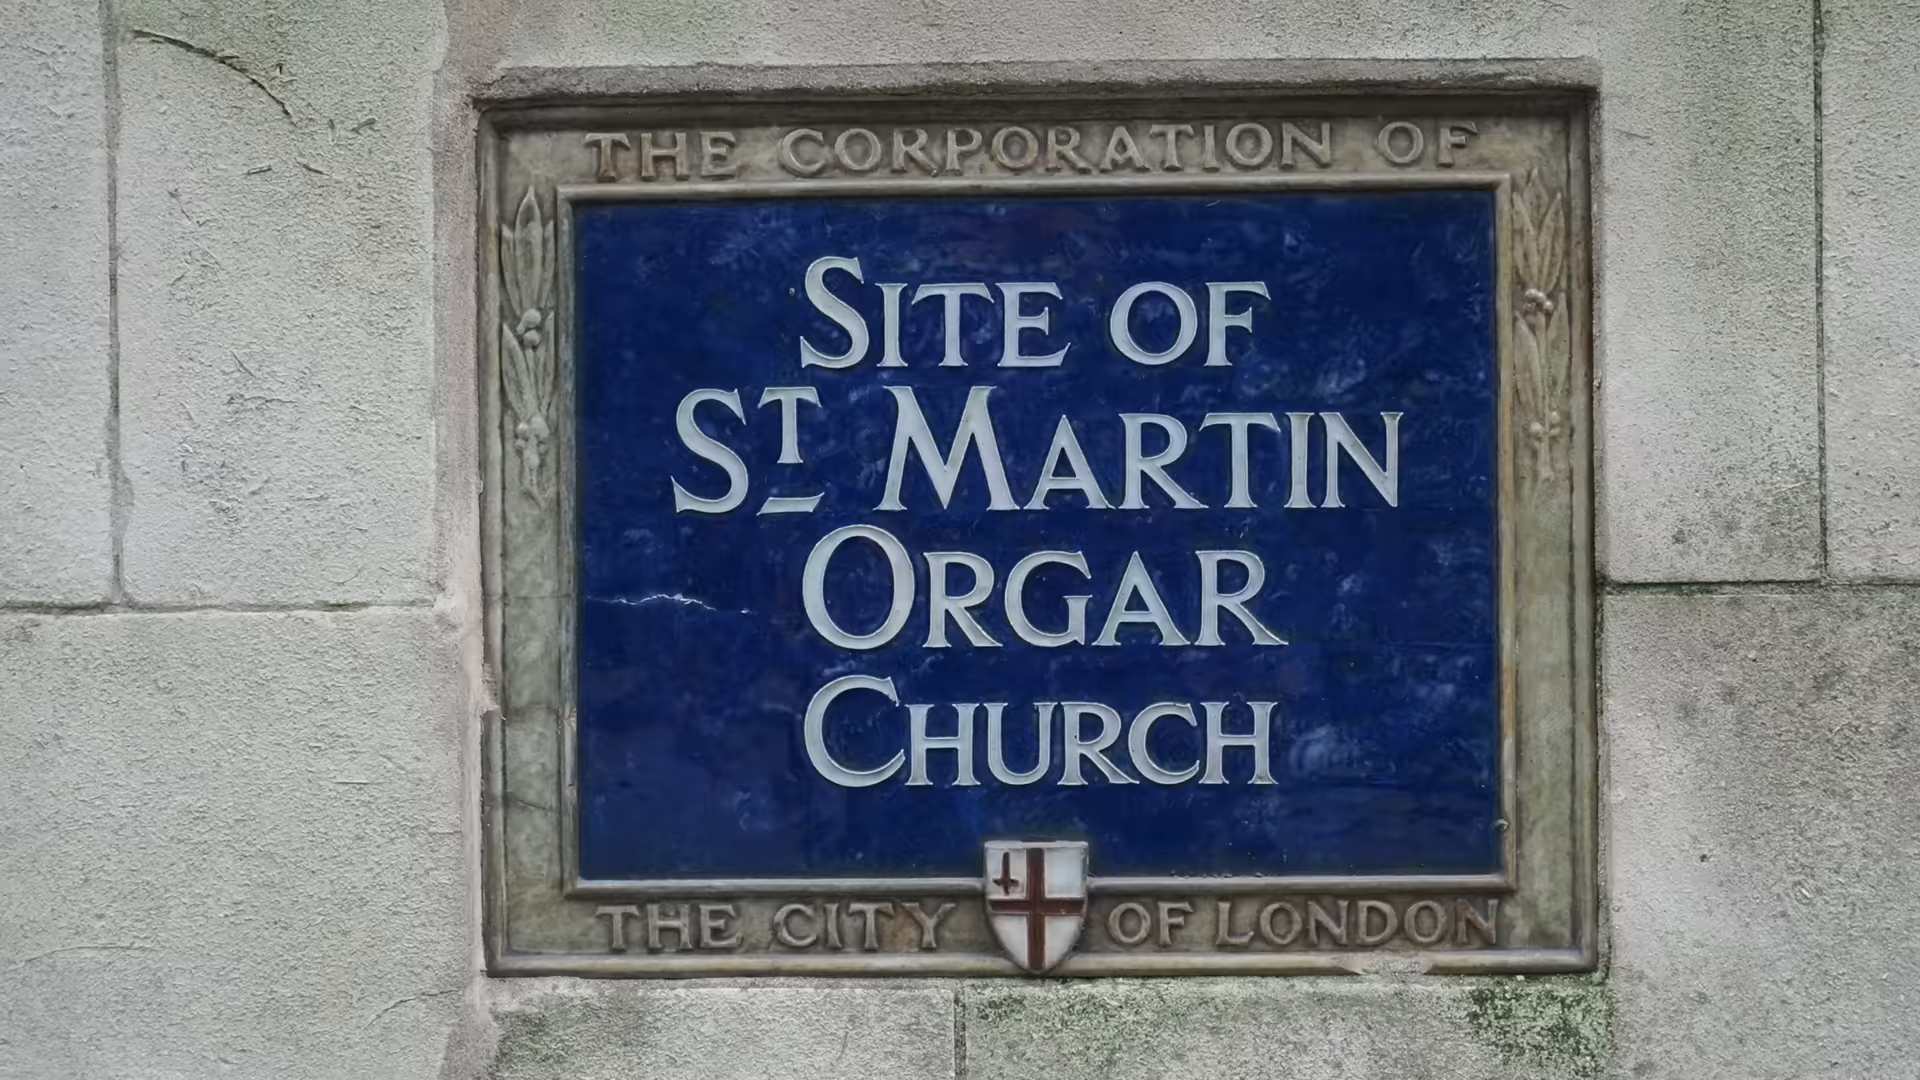 THE CORPORATION OF
SITE OF
ST MARTIN
ORGAR
CHURCH
THE CITY OF LONDON